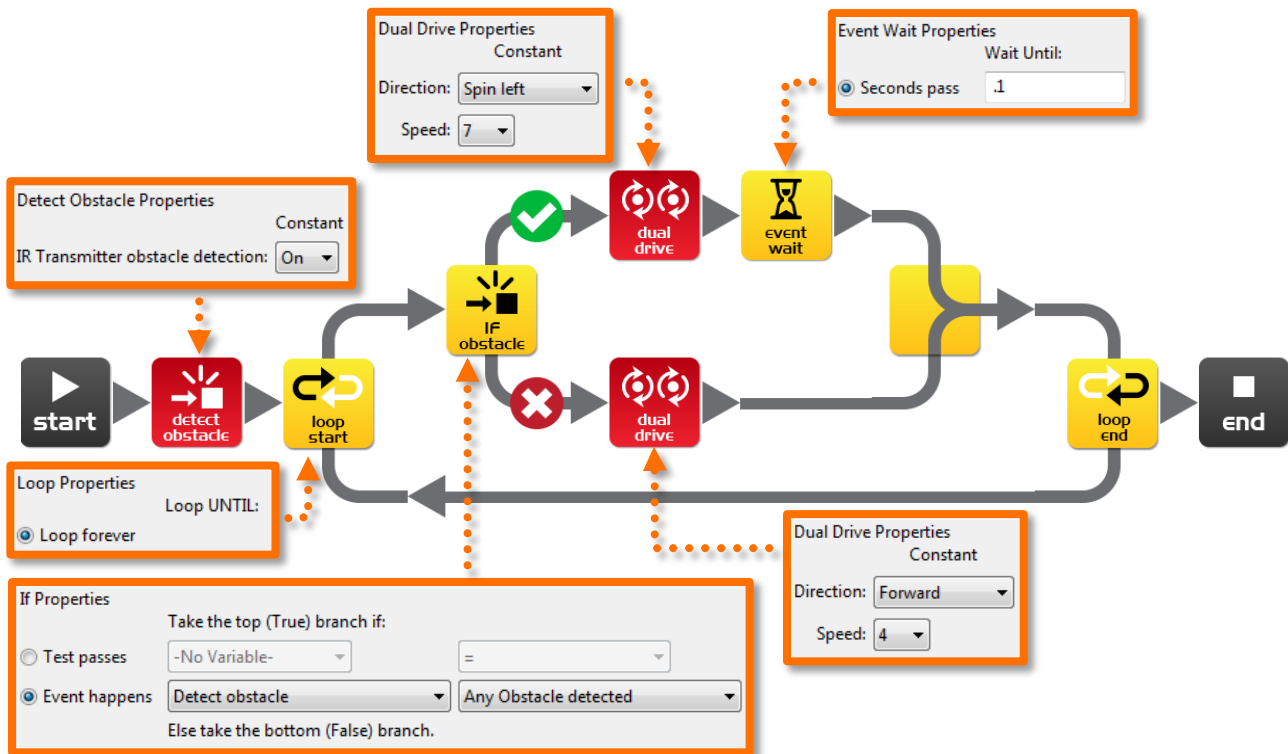 Dual Drive Properties
Constant
Direction: Spin left
Speed: 7
Event Wait Properties
Wait Until:
Seconds pass .1
Detect Obstacle Properties
Constant
IR Transmitter obstacle detection: On
dual
drive
event
wait
IF
obstacle
start
detect
obstacle
loop
start
dual
drive
loop
end
end
Loop Properties
Loop UNTIL:
Loop forever
Dual Drive Properties
Constant
Direction: Forward
Speed: 4
If Properties
Take the top (True) branch if:
Test passes -No Variable- =
Event happens Detect obstacle Any Obstacle detected
Else take the bottom (False) branch.